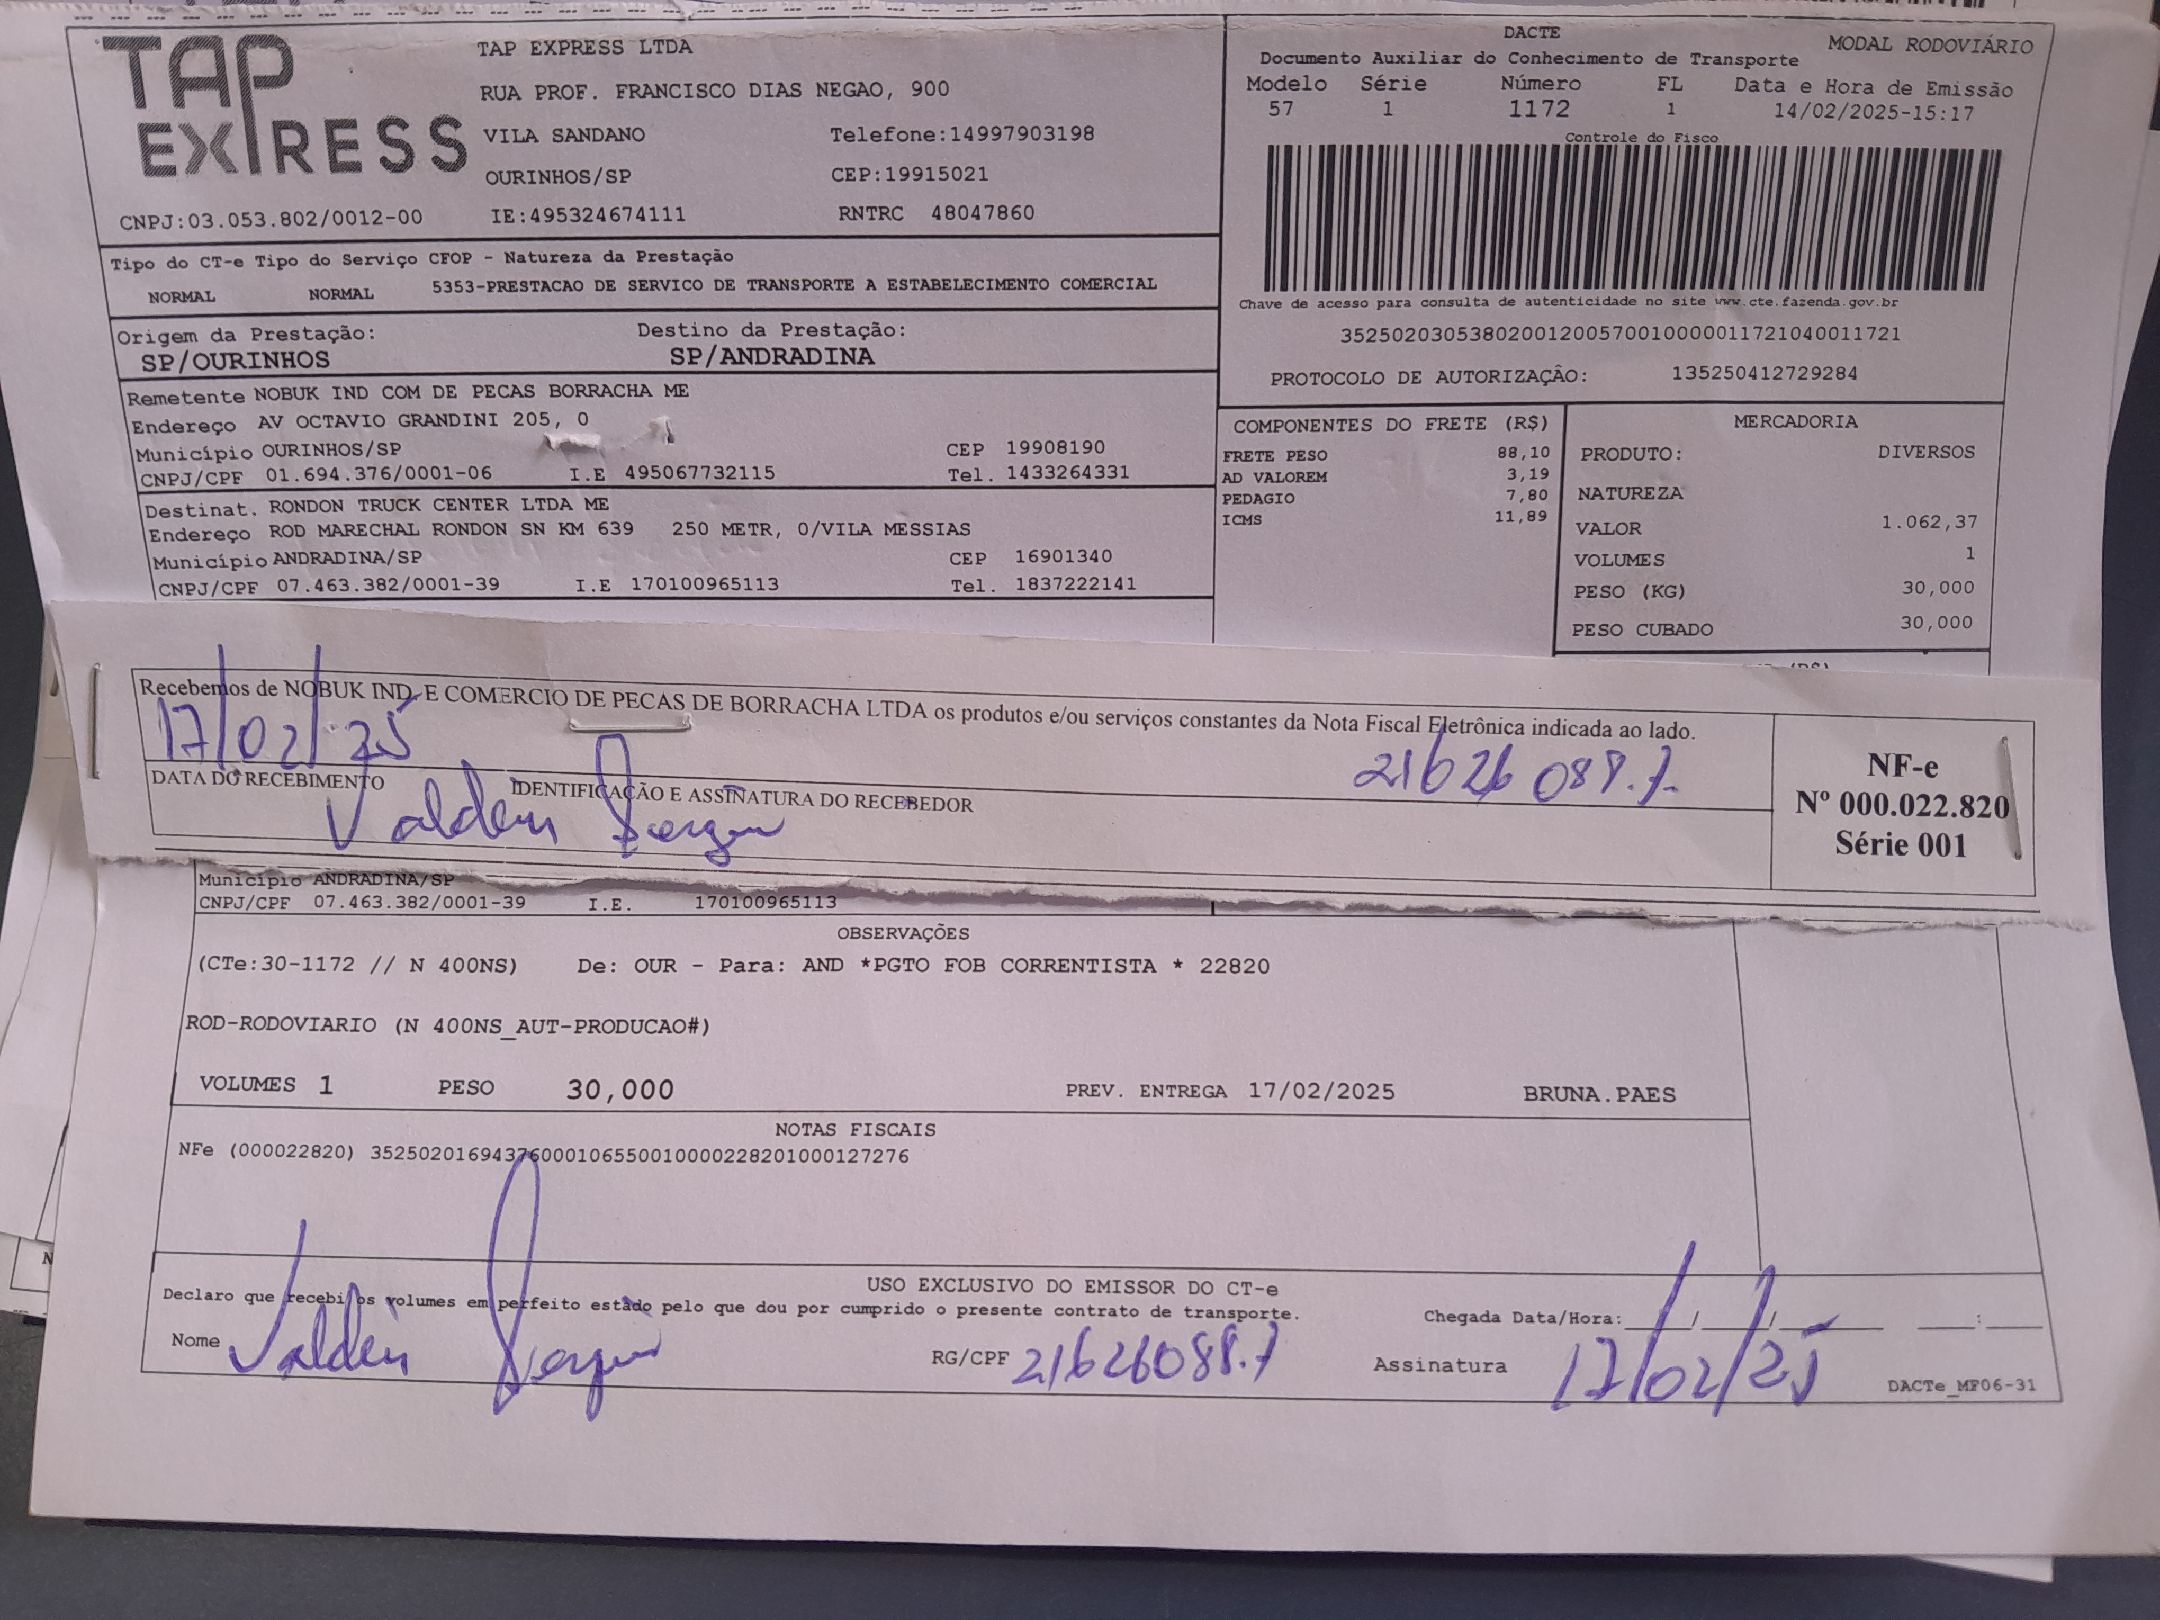 TAP EXPRESS
TAP EXPRESS LTDA
RUA PROF. FRANCISCO DIAS NEGAO, 900
VILA SANDANO Telefone:14997903198
OURINHOS/SP CEP:19915021
CNPJ:03.053.802/0012-00 IE:495324674111 RNTRC 48047860
DACTE MODAL RODOVIÁRIO
Documento Auxiliar do Conhecimento de Transporte
Modelo Série Número FL Data e Hora de Emissão
57 1 1172 1 14/02/2025-15:17
Controle do Fisco
Chave de acesso para consulta de autenticidade no site www.cte.fazenda.gov.br
35250203053802001200570010000011721040011721
PROTOCOLO DE AUTORIZAÇÃO: 135250412729284
Tipo do CT-e Tipo do Serviço CFOP - Natureza da Prestação
NORMAL NORMAL 5353-PRESTACAO DE SERVICO DE TRANSPORTE A ESTABELECIMENTO COMERCIAL
Origem da Prestação: Destino da Prestação:
SP/OURINHOS SP/ANDRADINA
Remetente NOBUK IND COM DE PECAS BORRACHA ME
Endereço AV OCTAVIO GRANDINI 205, 0
Município OURINHOS/SP CEP 19908190
CNPJ/CPF 01.694.376/0001-06 I.E 495067732115 Tel. 1433264331
Destinat. RONDON TRUCK CENTER LTDA ME
Endereço ROD MARECHAL RONDON SN KM 639 250 METR, 0/VILA MESSIAS
Município ANDRADINA/SP CEP 16901340
CNPJ/CPF 07.463.382/0001-39 I.E 170100965113 Tel. 1837222141
COMPONENTES DO FRETE (R$)
FRETE PESO 88,10
AD VALOREM 3,19
PEDAGIO 7,80
ICMS 11,89
MERCADORIA
PRODUTO: DIVERSOS
NATUREZA
VALOR 1.062,37
VOLUMES 1
PESO (KG) 30,000
PESO CUBADO 30,000
Recebemos de NOBUK IND. E COMERCIO DE PECAS DE BORRACHA LTDA os produtos e/ou serviços constantes da Nota Fiscal Eletrônica indicada ao lado.
17/02/25 21626088.7
DATA DO RECEBIMENTO IDENTIFICAÇÃO E ASSINATURA DO RECEBEDOR
NF-e
Nº 000.022.820
Série 001
Município ANDRADINA/SP
CNPJ/CPF 07.463.382/0001-39 I.E. 170100965113
OBSERVAÇÕES
(CTe:30-1172 // N 400NS) De: OUR - Para: AND *PGTO FOB CORRENTISTA * 22820
ROD-RODOVIARIO (N 400NS_AUT-PRODUCAO#)
VOLUMES 1 PESO 30,000 PREV. ENTREGA 17/02/2025 BRUNA.PAES
NOTAS FISCAIS
NFe (000022820) 35250201694376000106550010000228201000127276
USO EXCLUSIVO DO EMISSOR DO CT-e
Declaro que recebi os volumes em perfeito estado pelo que dou por cumprido o presente contrato de transporte. Chegada Data/Hora:____/____/______ ____:____
Nome RG/CPF 21626088.7 Assinatura 17/02/25
DACTe_MF06-31